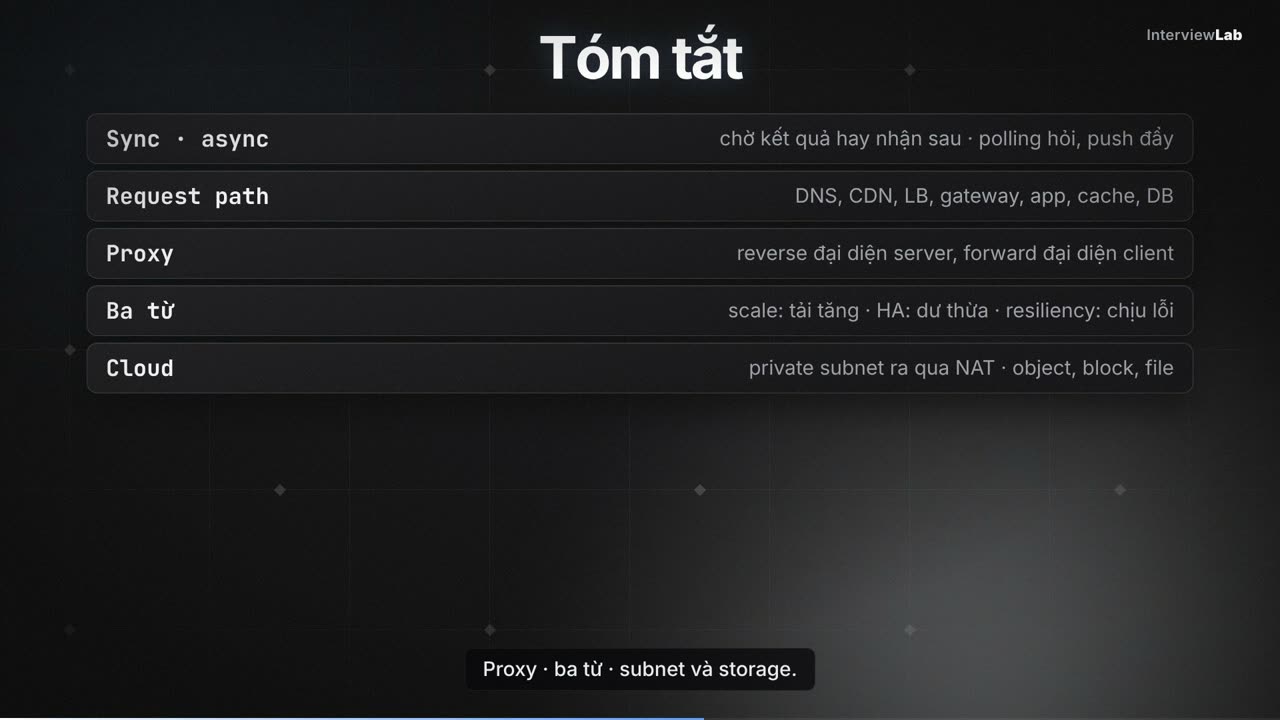 Tóm tắt
InterviewLab
Sync · async
chờ kết quả hay nhận sau · polling hỏi, push đẩy
Request path
DNS, CDN, LB, gateway, app, cache, DB
Proxy
reverse đại diện server, forward đại diện client
Ba từ
scale: tải tăng · HA: dư thừa · resiliency: chịu lỗi
Cloud
private subnet ra qua NAT · object, block, file
Proxy · ba từ · subnet và storage.